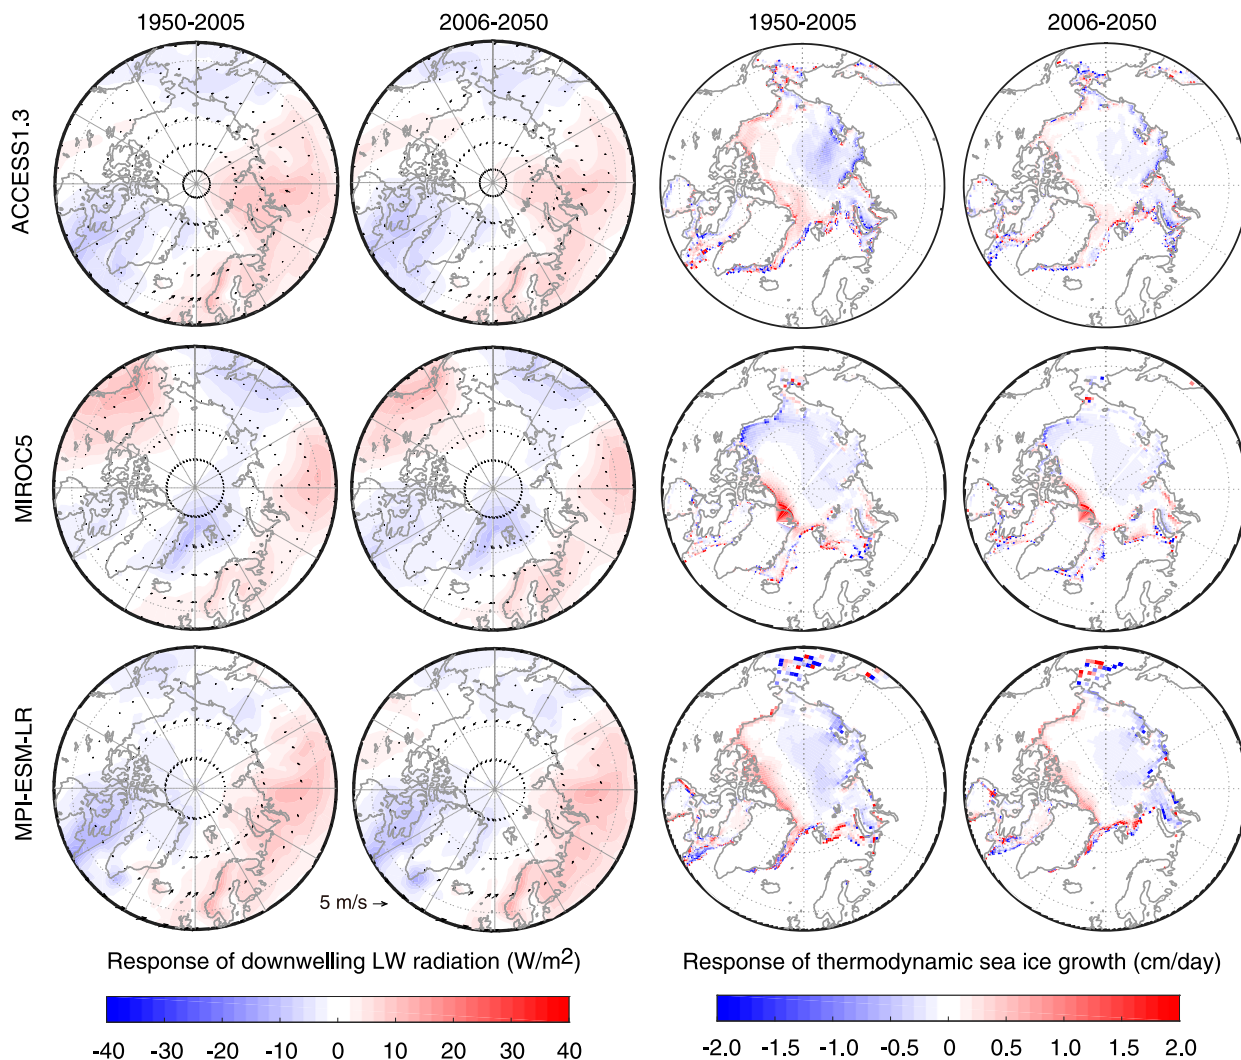 1950-2005 2006-2050 1950-2005 2006-2050
ACCESS1.3
MIROC5
MPI-ESM-LR
5 m/s →
Response of downwelling LW radiation (W/m²) Response of thermodynamic sea ice growth (cm/day)
-40 -30 -20 -10 0 10 20 30 40 -2.0 -1.5 -1.0 -0.5 0 0.5 1.0 1.5 2.0